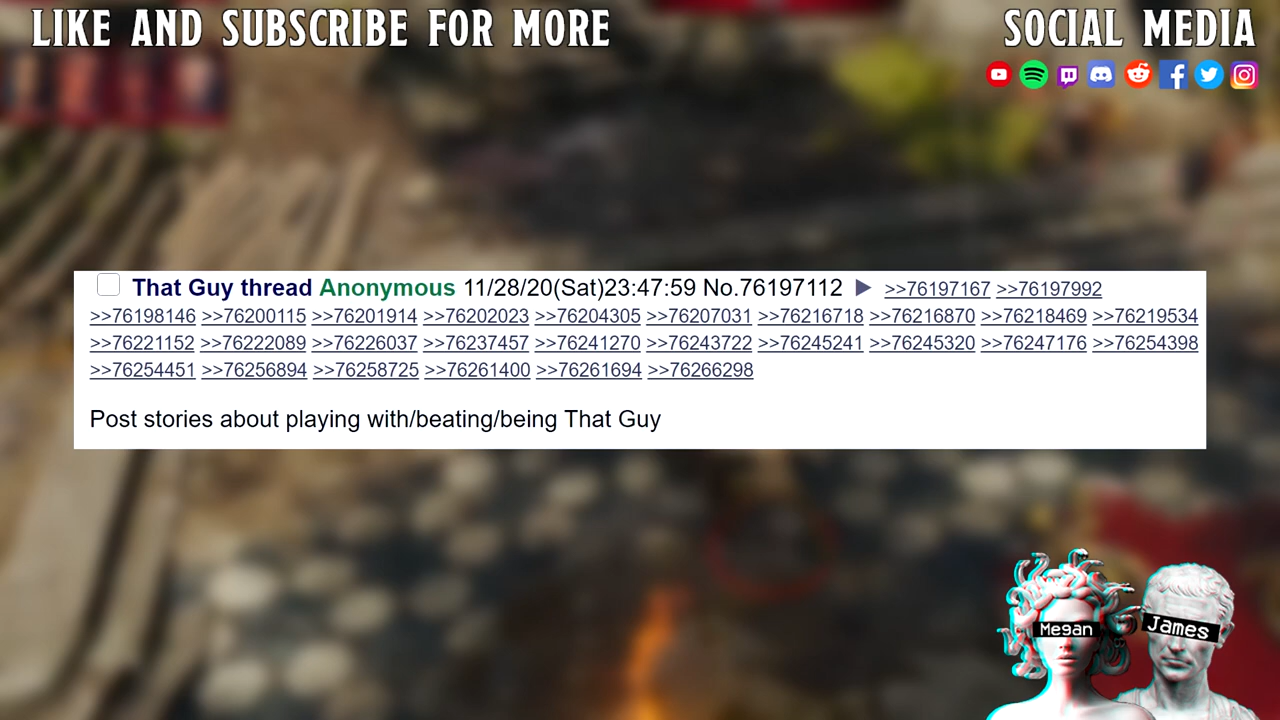 LIKE AND SUBSCRIBE FOR MORE
SOCIAL MEDIA
That Guy thread Anonymous 11/28/20(Sat)23:47:59 No.76197112 ▶ >>76197167 >>76197992
>>76198146 >>76200115 >>76201914 >>76202023 >>76204305 >>76207031 >>76216718 >>76216870 >>76218469 >>76219534
>>76221152 >>76222089 >>76226037 >>76237457 >>76241270 >>76243722 >>76245241 >>76245320 >>76247176 >>76254398
>>76254451 >>76256894 >>76258725 >>76261400 >>76261694 >>76266298
Post stories about playing with/beating/being That Guy
Megan
James